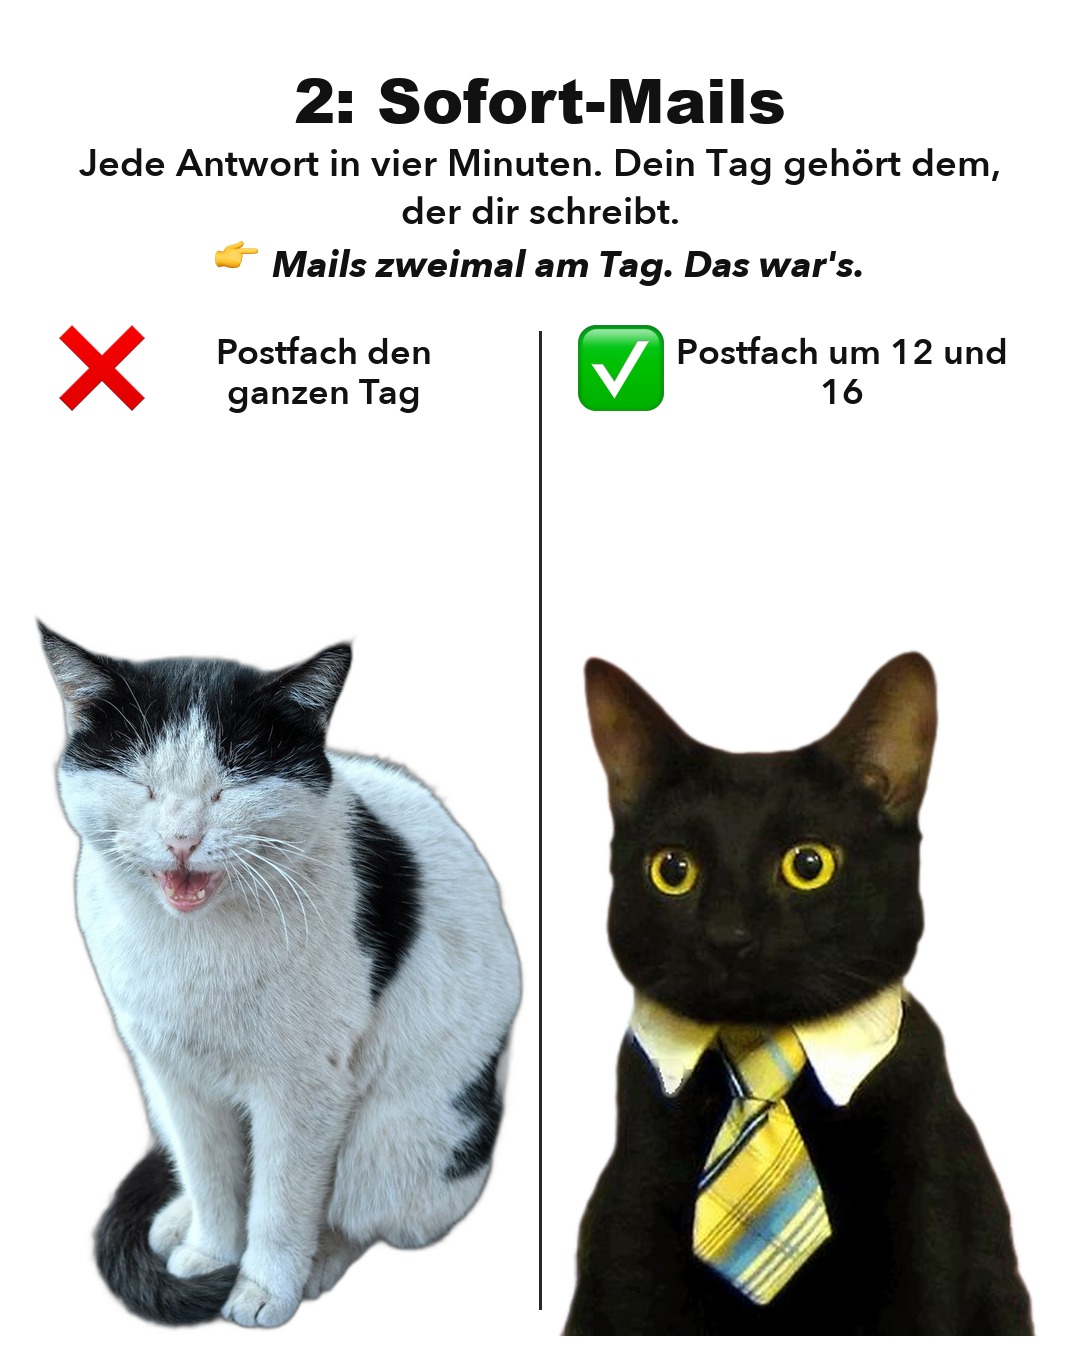 2: Sofort-Mails
Jede Antwort in vier Minuten. Dein Tag gehört dem,
der dir schreibt.
👉 Mails zweimal am Tag. Das war's.
Postfach den
ganzen Tag
Postfach um 12 und
16